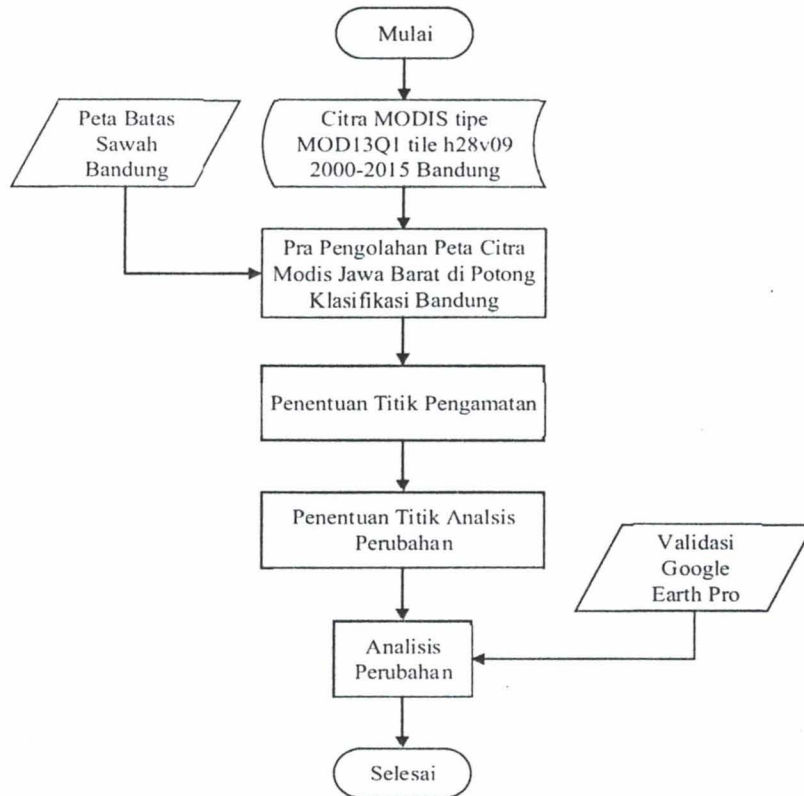 Mulai
Peta Batas
Sawah
Bandung
Citra MODIS tipe
MOD13Q1 tile h28v09
2000-2015 Bandung
Pra Pengolahan Peta Citra
Modis Jawa Barat di Potong
Klasifikasi Bandung
Penentuan Titik Pengamatan
Penentuan Titik Analsis
Perubahan
Validasi
Google
Earth Pro
Analisis
Perubahan
Selesai